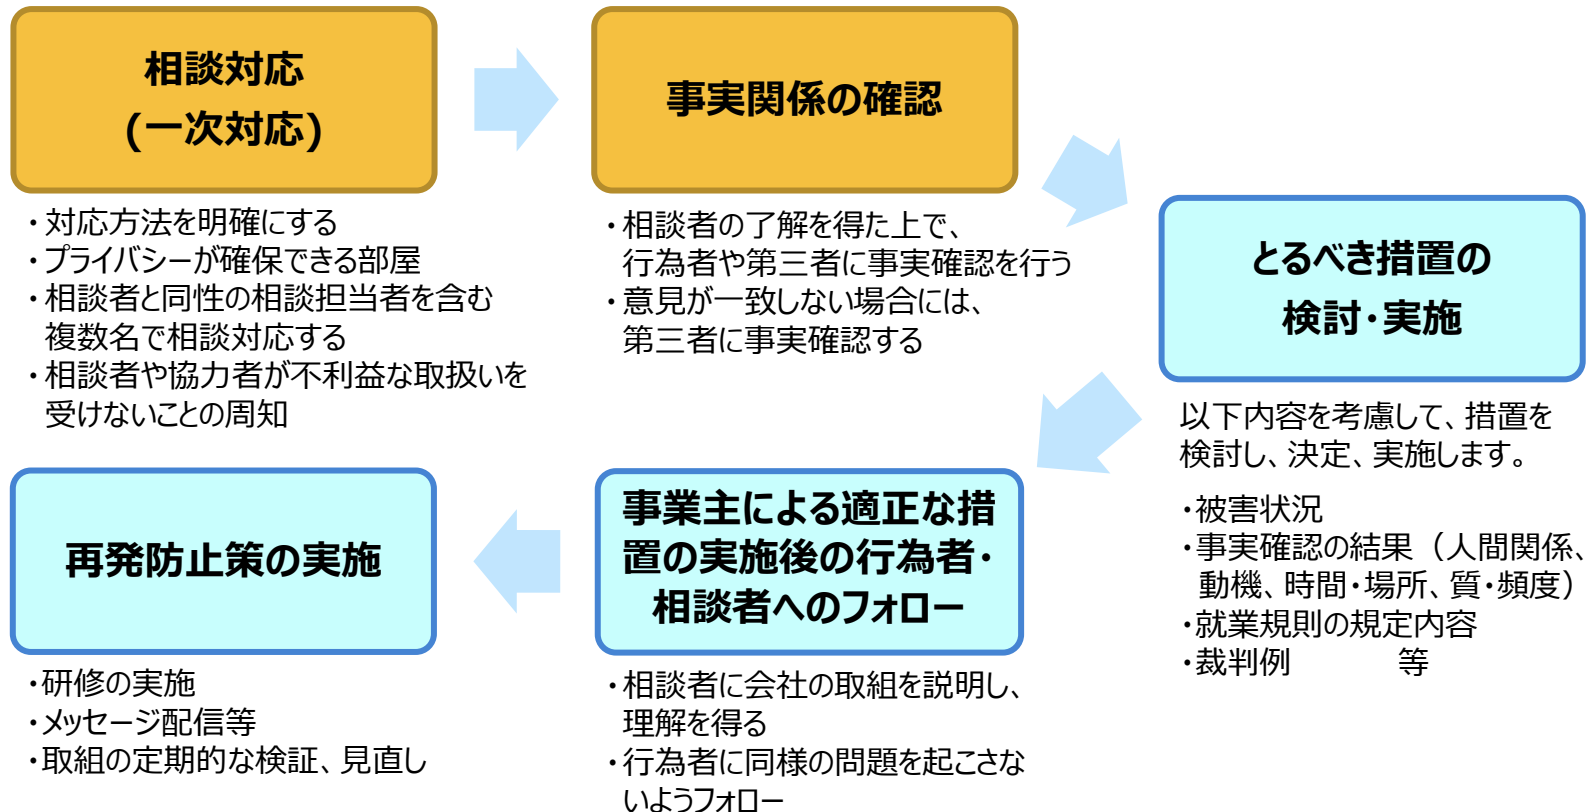 相談対応
(一次対応)
・対応方法を明確にする
・プライバシーが確保できる部屋
・相談者と同性の相談担当者を含む
複数名で相談対応する
・相談者や協力者が不利益な取扱いを
受けないことの周知
事実関係の確認
・相談者の了解を得た上で、
行為者や第三者に事実確認を行う
・意見が一致しない場合には、
第三者に事実確認する
とるべき措置の
検討・実施
以下内容を考慮して、措置を
検討し、決定、実施します。
・被害状況
・事実確認の結果（人間関係、
動機、時間・場所、質・頻度）
・就業規則の規定内容
・裁判例　　　等
事業主による適正な措
置の実施後の行為者・
相談者へのフォロー
・相談者に会社の取組を説明し、
理解を得る
・行為者に同様の問題を起こさな
いようフォロー
再発防止策の実施
・研修の実施
・メッセージ配信等
・取組の定期的な検証、見直し